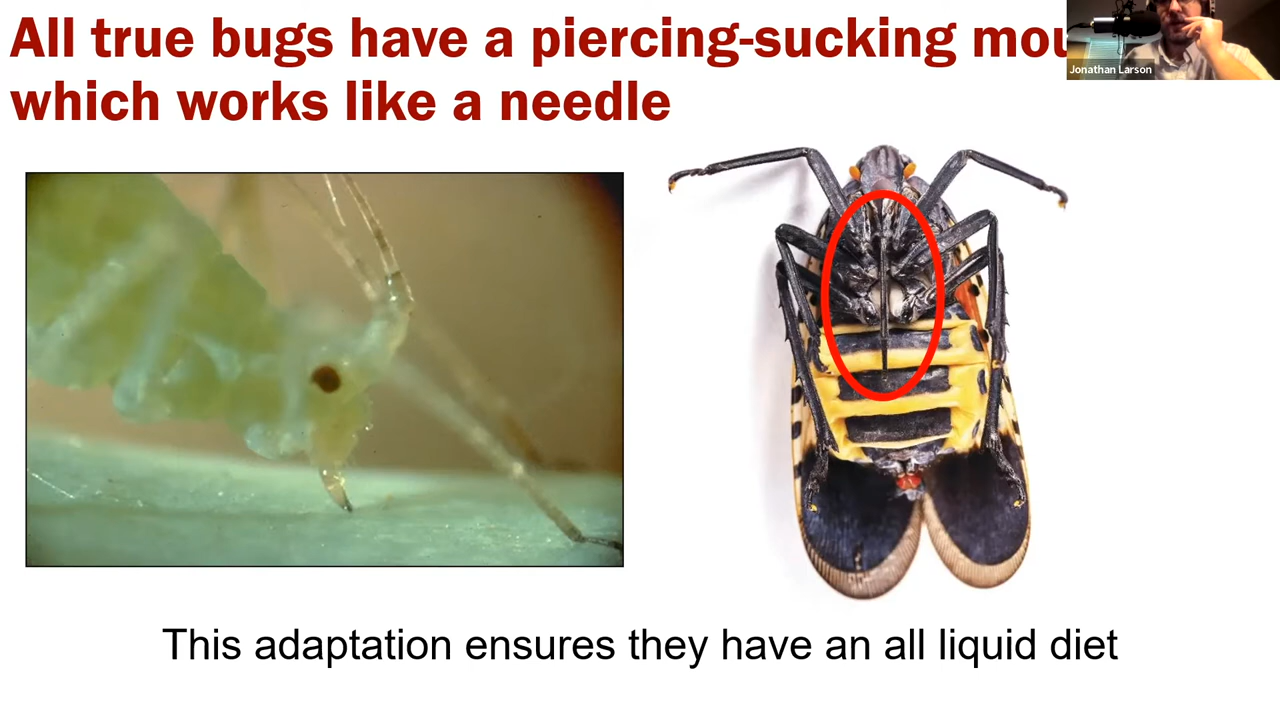 All true bugs have a piercing-sucking
which works like a needle
Jonathan Larson
This adaptation ensures they have an all liquid diet